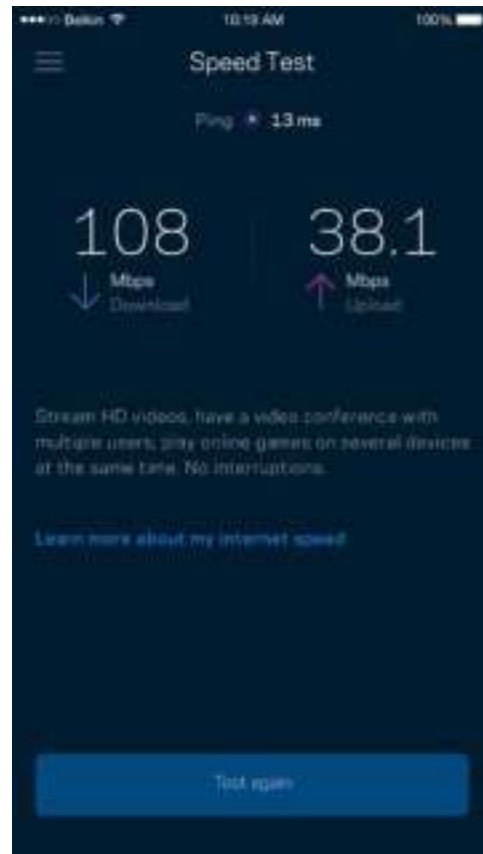 Belkin 10:19 AM 100%
Speed Test
Ping 13 ms
108 38.1
Mbps Mbps
Download Upload
Stream HD videos, have a video conference with
multiple users, play online games on several devices
at the same time. No interruptions.
Learn more about my internet speed
Test again